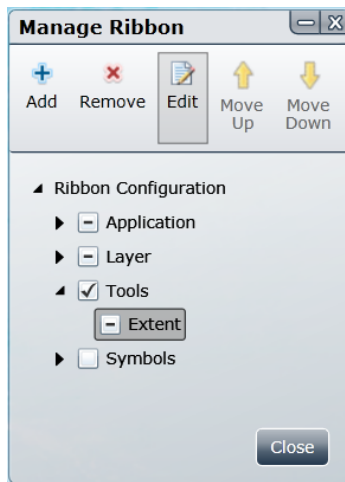 Manage Ribbon
Add Remove Edit Move Up Move Down
Ribbon Configuration
Application
Layer
Tools
Extent
Symbols
Close